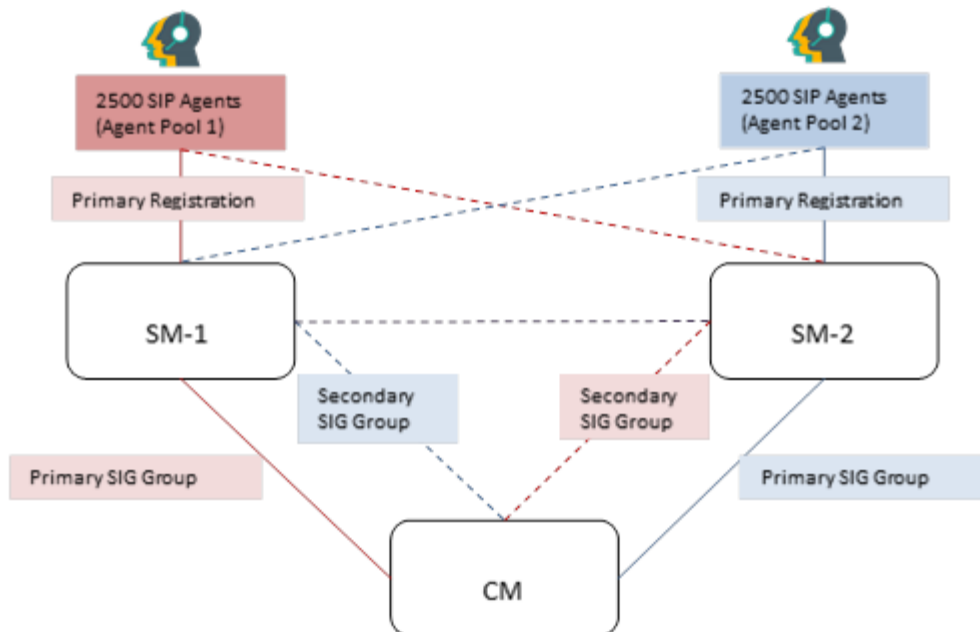 2500 SIP Agents
(Agent Pool 1)
2500 SIP Agents
(Agent Pool 2)
Primary Registration
Primary Registration
SM-1
SM-2
Secondary
SIG Group
Secondary
SIG Group
Primary SIG Group
Primary SIG Group
CM